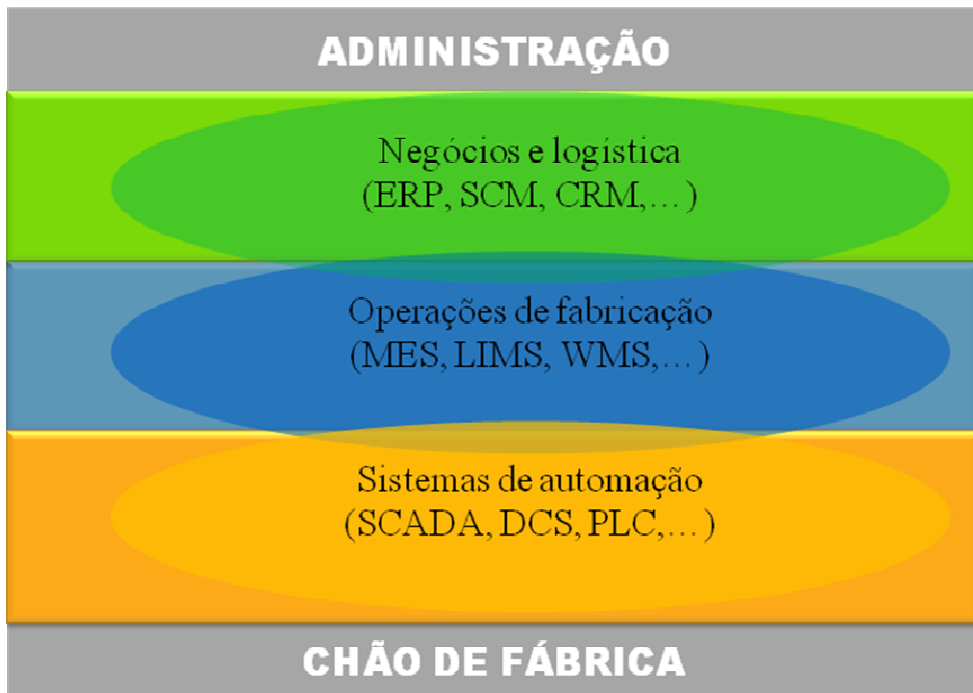 ADMINISTRAÇÃO
Negócios e logística
(ERP, SCM, CRM,...)
Operações de fabricação
(MES, LIMS, WMS,...)
Sistemas de automação
(SCADA, DCS, PLC,...)
CHÃO DE FÁBRICA